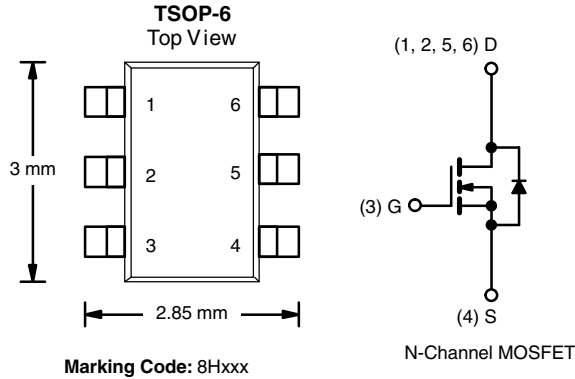 TSOP-6
Top View
1
6
2
5
3
4
3 mm
2.85 mm
Marking Code: 8Hxxx
(1, 2, 5, 6) D
(3) G
(4) S
N-Channel MOSFET